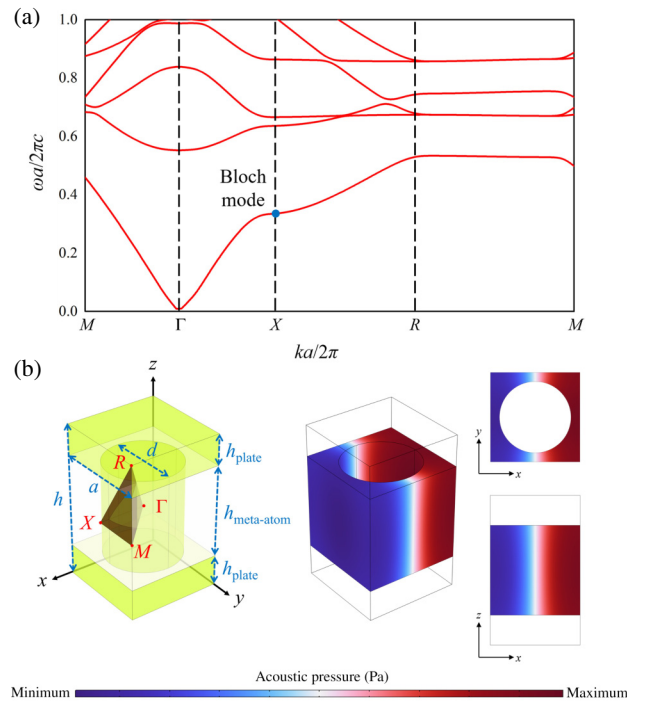 (a)
1.0
0.8
0.6
0.4
0.2
0.0
ωa/2πc
Bloch
mode
M Γ X R M
ka/2π
(b)
z
d
R
h_plate
h
a
Γ
X
h_meta-atom
M
h_plate
x
y
y
x
z
x
Acoustic pressure (Pa)
Minimum Maximum